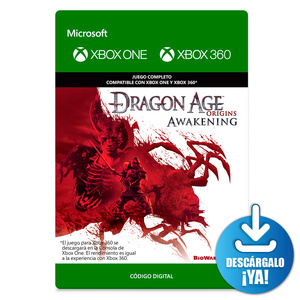 Microsoft
XBOX ONE XBOX 360
JUEGO COMPLETO
COMPATIBLE CON XBOX ONE Y XBOX 360*
DRAGON AGE
ORIGINS
AWAKENING
*El juego para Xbox 360 se
descargará en la Consola de
Xbox One. El rendimiento es igual
a la experiencia con Xbox 360.
BIOWARE
CÓDIGO DIGITAL
DESCÁRGALO
¡YA!